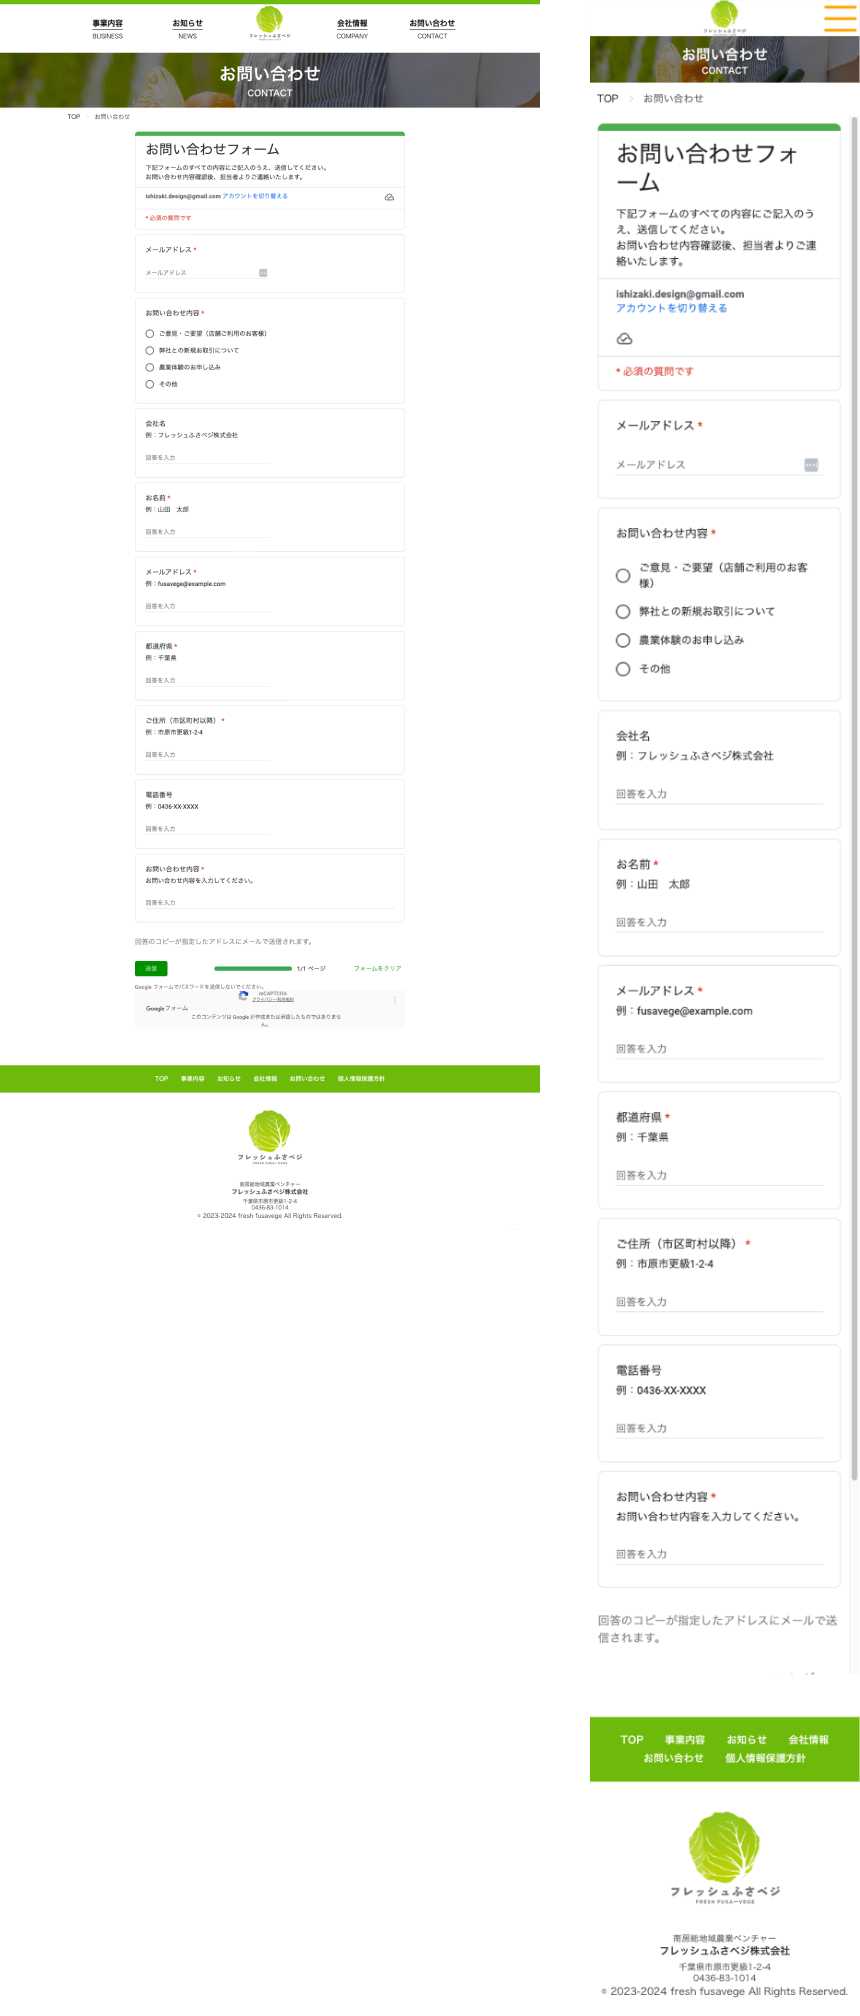 事業内容
BUSINESS
お知らせ
NEWS
フレッシュふさベジ
会社情報
COMPANY
お問い合わせ
CONTACT
お問い合わせ
CONTACT
TOP
お問い合わせ
お問い合わせフォーム
下記フォームのすべての内容にご記入のうえ、送信してください。
お問い合わせ内容確認後、担当者よりご連絡いたします。
ishizaki.design@gmail.com アカウントを切り替える
* 必須の質問です
メールアドレス *
メールアドレス
お問い合わせ内容 *
ご意見・ご要望（店舗ご利用のお客様）
弊社との新規お取引について
農業体験のお申し込み
その他
会社名
例：フレッシュふさベジ株式会社
回答を入力
お名前 *
例：山田　太郎
回答を入力
メールアドレス *
例：fusavege@example.com
回答を入力
都道府県 *
例：千葉県
回答を入力
ご住所（市区町村以降） *
例：市原市更級1-2-4
回答を入力
電話番号
例：0436-XX-XXXX
回答を入力
お問い合わせ内容 *
お問い合わせ内容を入力してください。
回答を入力
回答のコピーが指定したアドレスにメールで送信されます。
送信
1/1 ページ
フォームをクリア
Google フォームでパスワードを送信しないでください。
reCAPTCHA
プライバシー利用規約
Google フォーム
このコンテンツは Google が作成または承認したものではありませ
ん。
TOP 事業内容 お知らせ 会社情報 お問い合わせ 個人情報保護方針
フレッシュふさベジ
FRESH FUSA-VEGE
南房総地域農業ベンチャー
フレッシュふさベジ株式会社
千葉県市原市更級1-2-4
0436-83-1014
© 2023-2024 fresh fusavege All Rights Reserved.
フレッシュふさベジ
お問い合わせ
CONTACT
TOP
お問い合わせ
お問い合わせフォ
ーム
下記フォームのすべての内容にご記入のう
え、送信してください。
お問い合わせ内容確認後、担当者よりご連
絡いたします。
ishizaki.design@gmail.com
アカウントを切り替える
* 必須の質問です
メールアドレス *
メールアドレス
お問い合わせ内容 *
ご意見・ご要望（店舗ご利用のお客
様）
弊社との新規お取引について
農業体験のお申し込み
その他
会社名
例：フレッシュふさベジ株式会社
回答を入力
お名前 *
例：山田　太郎
回答を入力
メールアドレス *
例：fusavege@example.com
回答を入力
都道府県 *
例：千葉県
回答を入力
ご住所（市区町村以降） *
例：市原市更級1-2-4
回答を入力
電話番号
例：0436-XX-XXXX
回答を入力
お問い合わせ内容 *
お問い合わせ内容を入力してください。
回答を入力
回答のコピーが指定したアドレスにメールで送
信されます。
TOP 事業内容 お知らせ 会社情報
お問い合わせ 個人情報保護方針
フレッシュふさベジ
FRESH FUSA-VEGE
南房総地域農業ベンチャー
フレッシュふさベジ株式会社
千葉県市原市更級1-2-4
0436-83-1014
© 2023-2024 fresh fusavege All Rights Reserved.